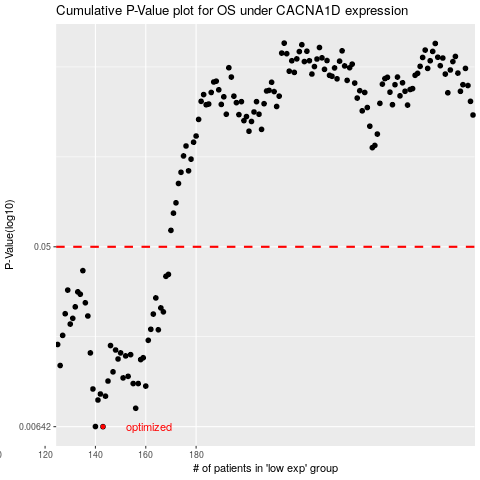 Cumulative P-Value plot for OS under CACNA1D expression
P-Value(log10)
0.05
0.00642
optimized
0
120
140
160
180
# of patients in 'low exp' group